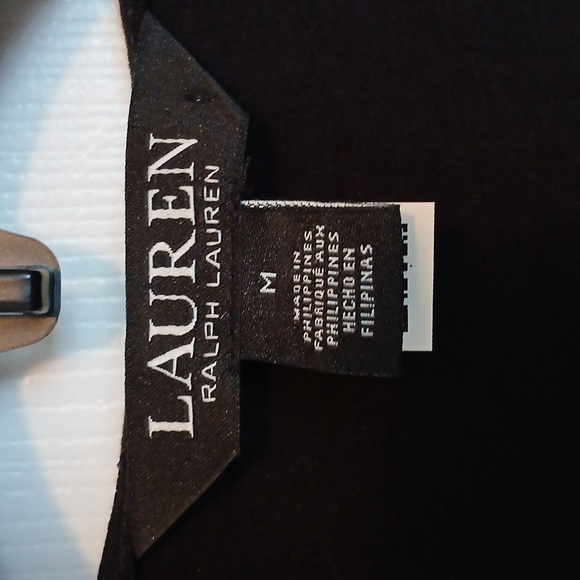 LAUREN
RALPH LAUREN
M
MADE IN
PHILIPPINES
FABRIQUÉ AUX
PHILIPPINES
HECHO EN
FILIPINAS